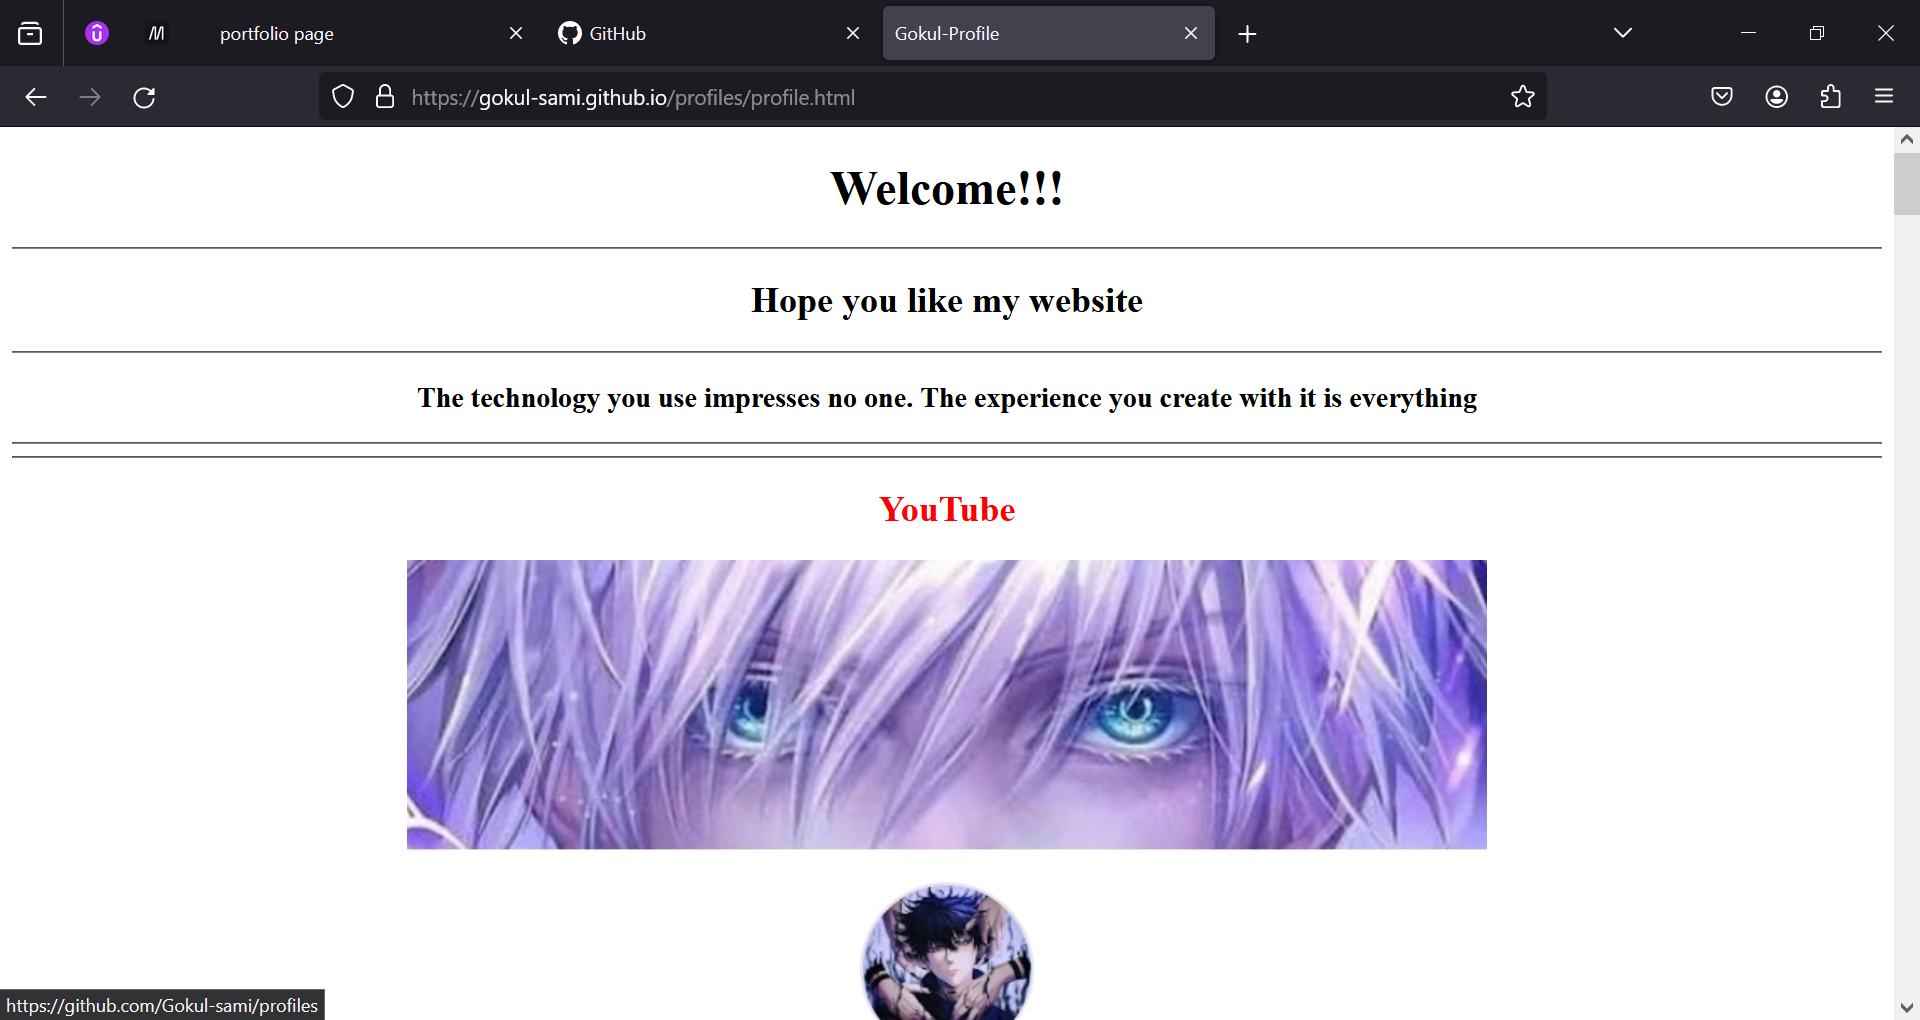 portfolio page
GitHub
Gokul-Profile
https://gokul-sami.github.io/profiles/profile.html
Welcome!!!
Hope you like my website
The technology you use impresses no one. The experience you create with it is everything
YouTube
https://github.com/Gokul-sami/profiles